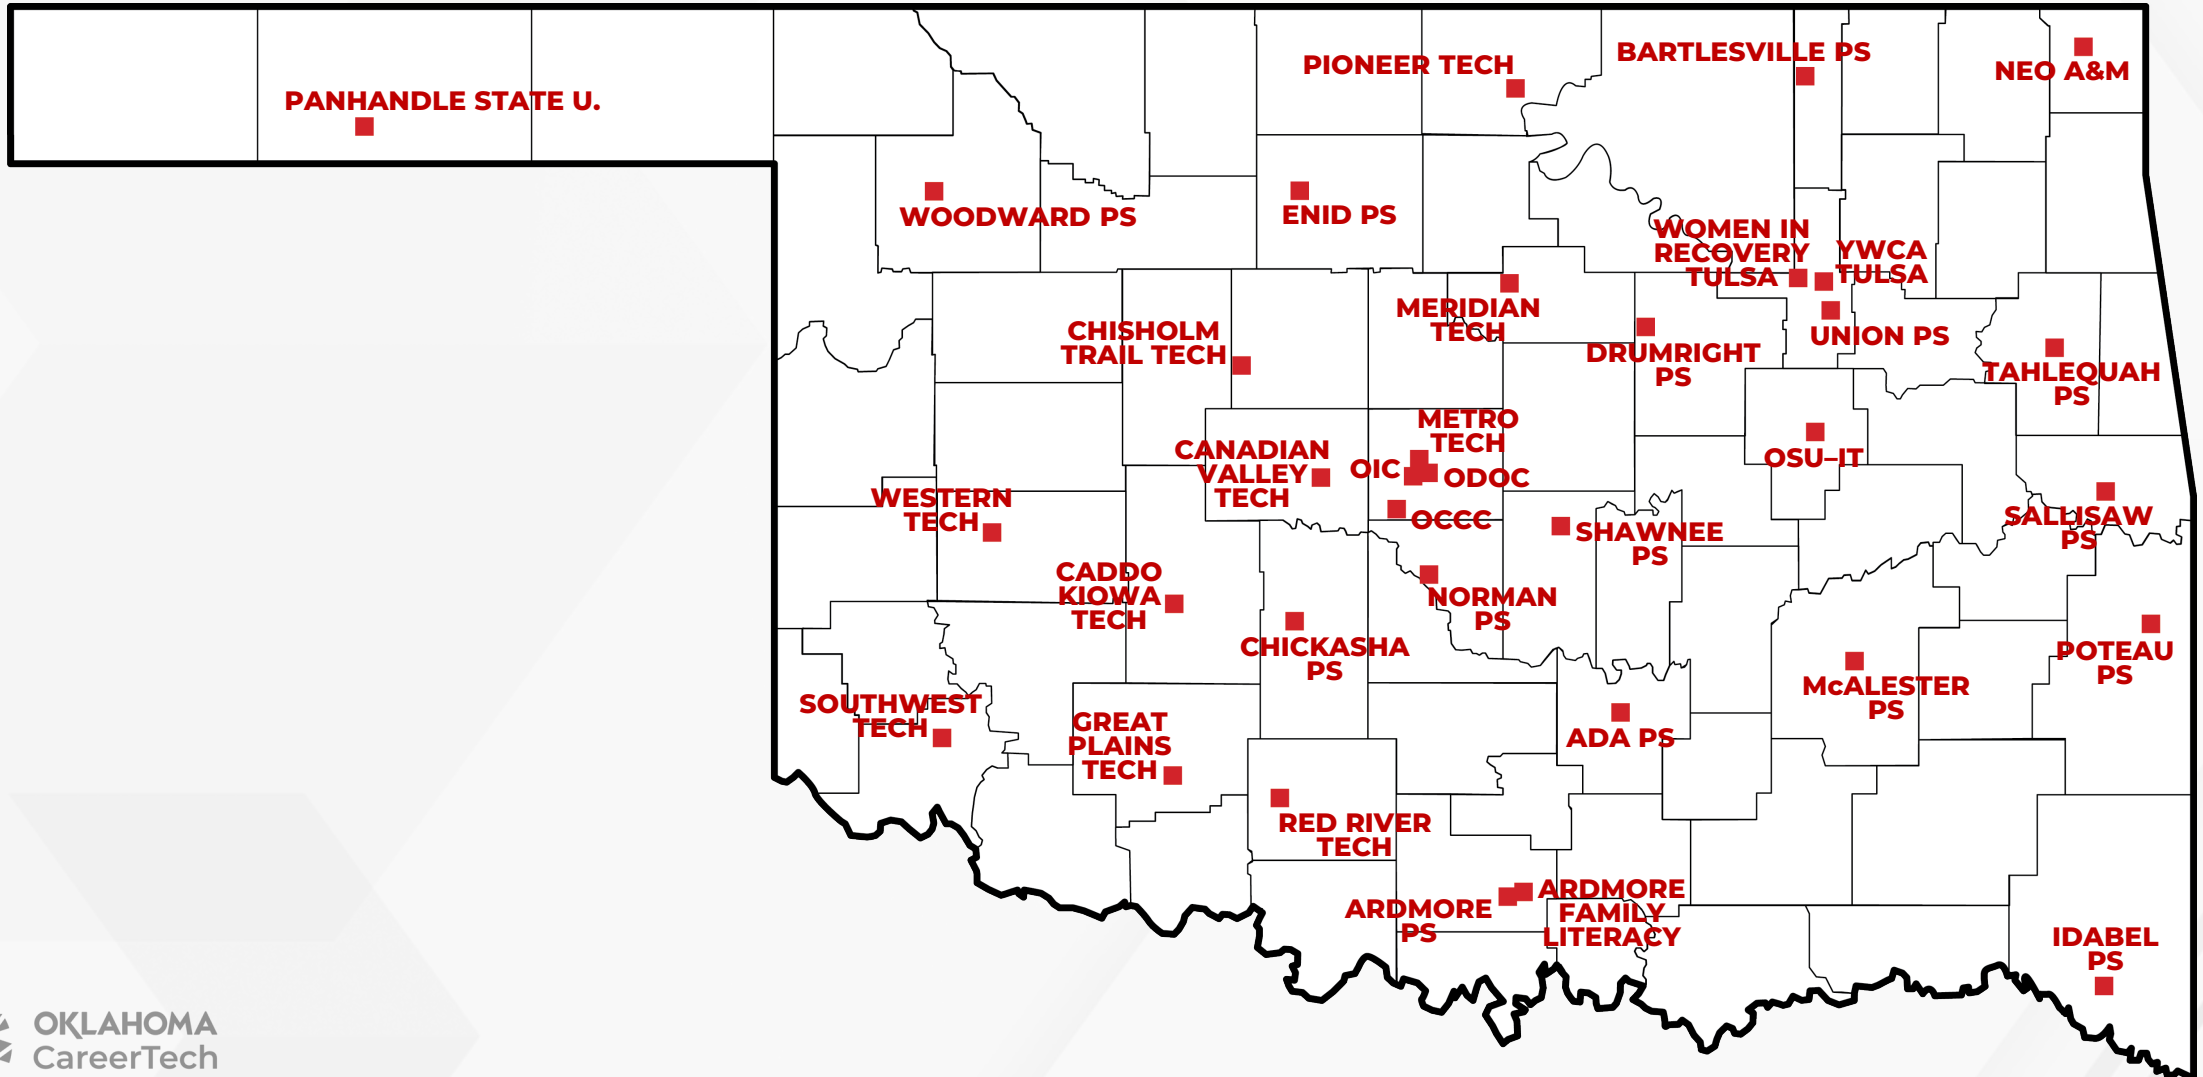 BARTLESVILLE PS
PIONEER TECH
NEO A&M
PANHANDLE STATE U.
WOODWARD PS
ENID PS
WOMEN IN
RECOVERY
TULSA
YWCA
TULSA
MERIDIAN
TECH
CHISHOLM
TRAIL TECH
UNION PS
DRUMRIGHT
PS
TAHLEQUAH
PS
METRO
TECH
CANADIAN
VALLEY
TECH
OIC
ODOC
OSU–IT
WESTERN
TECH
OCCC
SHAWNEE
PS
SALLISAW
PS
CADDO
KIOWA
TECH
NORMAN
PS
CHICKASHA
PS
POTEAU
PS
McALESTER
PS
SOUTHWEST
TECH
GREAT
PLAINS
TECH
ADA PS
RED RIVER
TECH
ARDMORE
PS
ARDMORE
FAMILY
LITERACY
IDABEL
PS
OKLAHOMA
CareerTech